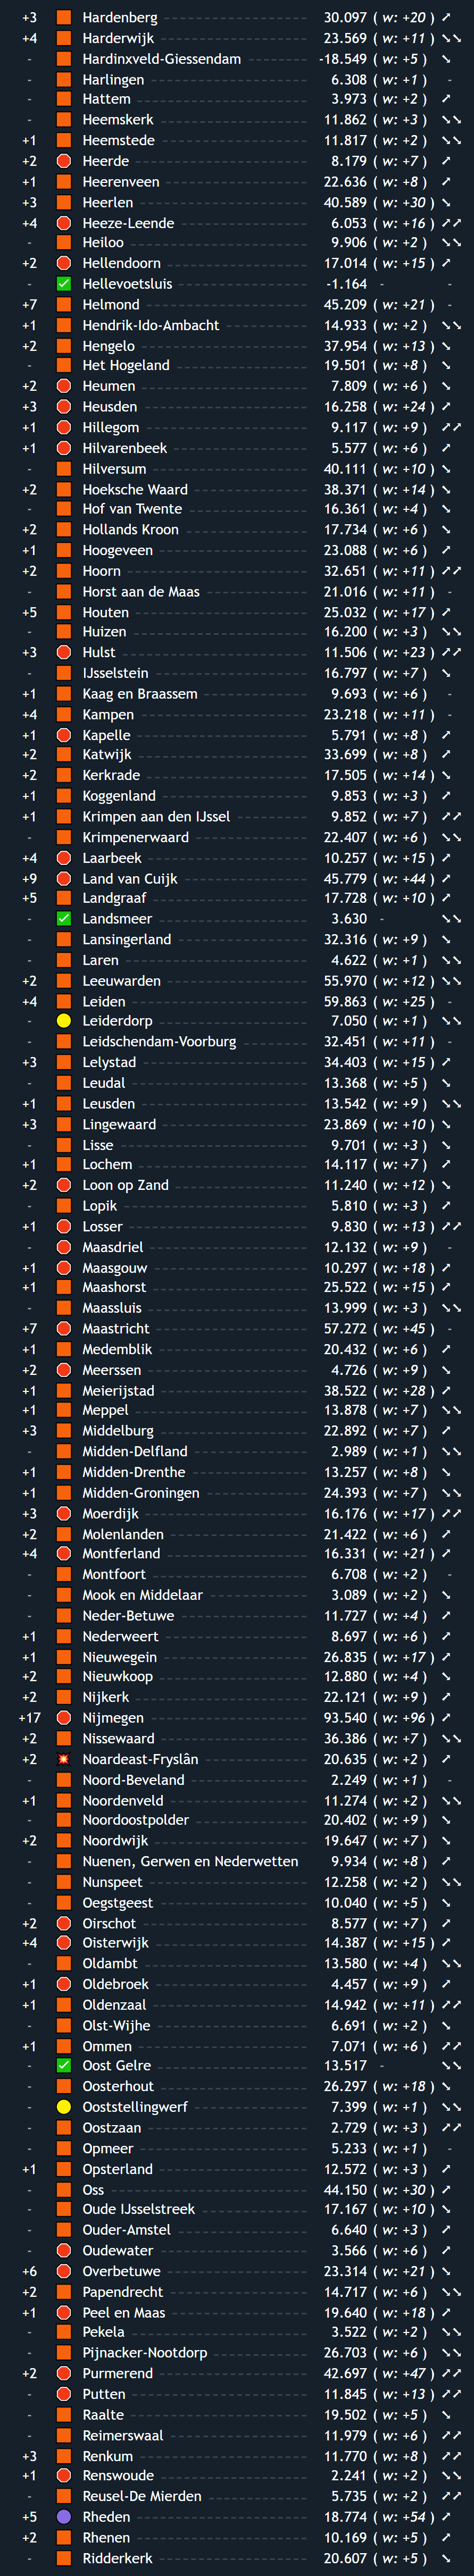 +3 Hardenberg 30.097 ( w: +20 ) ↗
+4 Harderwijk 23.569 ( w: +11 ) ↘↘
- Hardinxveld-Giessendam -18.549 ( w: +5 ) ↘
- Harlingen 6.308 ( w: +1 ) -
- Hattem 3.973 ( w: +2 ) ↗
- Heemskerk 11.862 ( w: +3 ) ↘↘
+1 Heemstede 11.817 ( w: +2 ) ↘↘
+2 Heerde 8.179 ( w: +7 ) ↗
+1 Heerenveen 22.636 ( w: +8 ) ↗
+3 Heerlen 40.589 ( w: +30 ) ↘
+4 Heeze-Leende 6.053 ( w: +16 ) ↗↗
- Heiloo 9.906 ( w: +2 ) ↘↘
+2 Hellendoorn 17.014 ( w: +15 ) ↗
- Hellevoetsluis -1.164 - -
+7 Helmond 45.209 ( w: +21 ) -
+1 Hendrik-Ido-Ambacht 14.933 ( w: +2 ) ↘↘
+2 Hengelo 37.954 ( w: +13 ) ↘
- Het Hogeland 19.501 ( w: +8 ) ↘
+2 Heumen 7.809 ( w: +6 ) ↘
+3 Heusden 16.258 ( w: +24 ) ↗
+1 Hillegom 9.117 ( w: +9 ) ↗↗
+1 Hilvarenbeek 5.577 ( w: +6 ) ↗
- Hilversum 40.111 ( w: +10 ) ↘
+2 Hoeksche Waard 38.371 ( w: +14 ) ↘
- Hof van Twente 16.361 ( w: +4 ) ↘
+2 Hollands Kroon 17.734 ( w: +6 ) ↘
+1 Hoogeveen 23.088 ( w: +6 ) ↗
+2 Hoorn 32.651 ( w: +11 ) ↗↗
- Horst aan de Maas 21.016 ( w: +11 ) -
+5 Houten 25.032 ( w: +17 ) ↗
- Huizen 16.200 ( w: +3 ) ↘↘
+3 Hulst 11.506 ( w: +23 ) ↗↗
- IJsselstein 16.797 ( w: +7 ) ↘
+1 Kaag en Braassem 9.693 ( w: +6 ) -
+4 Kampen 23.218 ( w: +11 ) -
+1 Kapelle 5.791 ( w: +8 ) ↗
+2 Katwijk 33.699 ( w: +8 ) ↗
+2 Kerkrade 17.505 ( w: +14 ) ↘
+1 Koggenland 9.853 ( w: +3 ) ↗
+1 Krimpen aan den IJssel 9.852 ( w: +7 ) ↗↗
- Krimpenerwaard 22.407 ( w: +6 ) ↘↘
+4 Laarbeek 10.257 ( w: +15 ) ↗
+9 Land van Cuijk 45.779 ( w: +44 ) ↗
+5 Landgraaf 17.728 ( w: +10 ) ↗
- Landsmeer 3.630 - ↘↘
- Lansingerland 32.316 ( w: +9 ) ↘
- Laren 4.622 ( w: +1 ) ↘↘
+2 Leeuwarden 55.970 ( w: +12 ) ↘↘
+4 Leiden 59.863 ( w: +25 ) -
- Leiderdorp 7.050 ( w: +1 ) ↘↘
- Leidschendam-Voorburg 32.451 ( w: +11 ) -
+3 Lelystad 34.403 ( w: +15 ) ↗
- Leudal 13.368 ( w: +5 ) ↘
+1 Leusden 13.542 ( w: +9 ) ↘↘
+3 Lingewaard 23.869 ( w: +10 ) ↘
- Lisse 9.701 ( w: +3 ) ↘
+1 Lochem 14.117 ( w: +7 ) ↗
+2 Loon op Zand 11.240 ( w: +12 ) ↘
- Lopik 5.810 ( w: +3 ) ↗
+1 Losser 9.830 ( w: +13 ) ↗↗
- Maasdriel 12.132 ( w: +9 ) -
+1 Maasgouw 10.297 ( w: +18 ) ↗
+1 Maashorst 25.522 ( w: +15 ) ↗
- Maassluis 13.999 ( w: +3 ) ↘↘
+7 Maastricht 57.272 ( w: +45 ) -
+1 Medemblik 20.432 ( w: +6 ) ↗
+2 Meerssen 4.726 ( w: +9 ) ↘
+1 Meierijstad 38.522 ( w: +28 ) ↗
+1 Meppel 13.878 ( w: +7 ) ↘↘
+3 Middelburg 22.892 ( w: +7 ) ↗
- Midden-Delfland 2.989 ( w: +1 ) ↘↘
+1 Midden-Drenthe 13.257 ( w: +8 ) ↘
+1 Midden-Groningen 24.393 ( w: +7 ) ↘↘
+3 Moerdijk 16.176 ( w: +17 ) ↗↗
+2 Molenlanden 21.422 ( w: +6 ) ↗
+4 Montferland 16.331 ( w: +21 ) ↗
- Montfoort 6.708 ( w: +2 ) -
- Mook en Middelaar 3.089 ( w: +2 ) ↘
- Neder-Betuwe 11.727 ( w: +4 ) ↗
+1 Nederweert 8.697 ( w: +6 ) ↗
+1 Nieuwegein 26.835 ( w: +17 ) ↗
+2 Nieuwkoop 12.880 ( w: +4 ) ↘
+2 Nijkerk 22.121 ( w: +9 ) ↗
+17 Nijmegen 93.540 ( w: +96 ) ↗
+2 Nissewaard 36.386 ( w: +7 ) ↘↘
+2 Noardeast-Fryslân 20.635 ( w: +2 ) ↗
- Noord-Beveland 2.249 ( w: +1 ) -
+1 Noordenveld 11.274 ( w: +2 ) ↘↘
- Noordoostpolder 20.402 ( w: +9 ) ↘
+2 Noordwijk 19.647 ( w: +7 ) ↘
- Nuenen, Gerwen en Nederwetten 9.934 ( w: +8 ) ↗
- Nunspeet 12.258 ( w: +2 ) ↘↘
- Oegstgeest 10.040 ( w: +5 ) ↘
+2 Oirschot 8.577 ( w: +7 ) ↗
+4 Oisterwijk 14.387 ( w: +15 ) ↗
- Oldambt 13.580 ( w: +4 ) ↘↘
+1 Oldebroek 4.457 ( w: +9 ) ↗
+1 Oldenzaal 14.942 ( w: +11 ) ↗↗
- Olst-Wijhe 6.691 ( w: +2 ) ↘
+1 Ommen 7.071 ( w: +6 ) ↗↗
- Oost Gelre 13.517 - ↘↘
- Oosterhout 26.297 ( w: +18 ) ↘
- Ooststellingwerf 7.399 ( w: +1 ) ↘↘
- Oostzaan 2.729 ( w: +3 ) ↗↗
- Opmeer 5.233 ( w: +1 ) -
+1 Opsterland 12.572 ( w: +3 ) ↗
- Oss 44.150 ( w: +30 ) ↗
- Oude IJsselstreek 17.167 ( w: +10 ) ↘
- Ouder-Amstel 6.640 ( w: +3 ) ↗
- Oudewater 3.566 ( w: +6 ) ↗
+6 Overbetuwe 23.314 ( w: +21 ) ↘
+2 Papendrecht 14.717 ( w: +6 ) ↘↘
+1 Peel en Maas 19.640 ( w: +18 ) ↗
- Pekela 3.522 ( w: +2 ) ↘↘
- Pijnacker-Nootdorp 26.703 ( w: +6 ) ↘↘
+2 Purmerend 42.697 ( w: +47 ) ↗↗
- Putten 11.845 ( w: +13 ) ↗↗
- Raalte 19.502 ( w: +5 ) ↘
- Reimerswaal 11.979 ( w: +6 ) ↗↗
+3 Renkum 11.770 ( w: +8 ) ↗↗
+1 Renswoude 2.241 ( w: +2 ) ↘↘
- Reusel-De Mierden 5.735 ( w: +2 ) ↗↗
+5 Rheden 18.774 ( w: +54 ) ↗
+2 Rhenen 10.169 ( w: +5 ) ↗
- Ridderkerk 20.607 ( w: +5 ) ↘